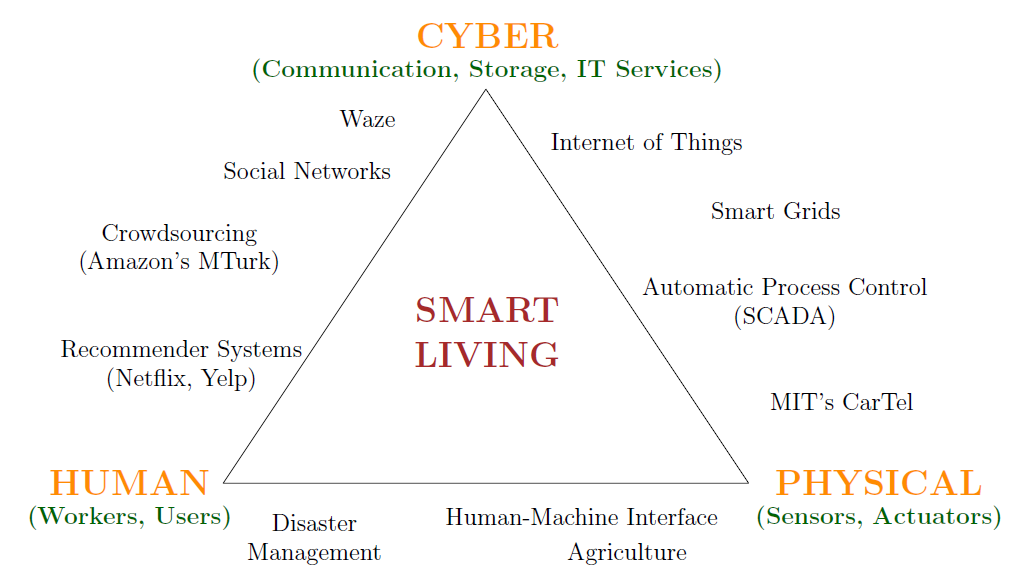 CYBER
(Communication, Storage, IT Services)
Waze
Internet of Things
Social Networks
Smart Grids
Crowdsourcing
(Amazon's MTurk)
Automatic Process Control
(SCADA)
SMART
LIVING
Recommender Systems
(Netflix, Yelp)
MIT's CarTel
HUMAN
(Workers, Users)
PHYSICAL
(Sensors, Actuators)
Disaster
Management
Human-Machine Interface
Agriculture